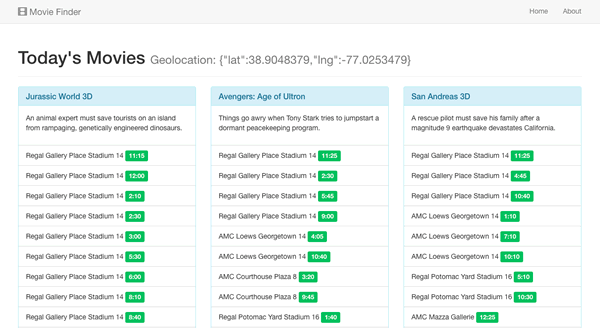 Movie Finder
Home
About
Today's Movies Geolocation: {"lat":38.9048379,"lng":-77.0253479}
Jurassic World 3D
An animal expert must save tourists on an island
from rampaging, genetically engineered dinosaurs.
Regal Gallery Place Stadium 14 11:15
Regal Gallery Place Stadium 14 12:00
Regal Gallery Place Stadium 14 2:10
Regal Gallery Place Stadium 14 2:30
Regal Gallery Place Stadium 14 3:00
Regal Gallery Place Stadium 14 5:30
Regal Gallery Place Stadium 14 6:00
Regal Gallery Place Stadium 14 8:10
Regal Gallery Place Stadium 14 8:40
Avengers: Age of Ultron
Things go awry when Tony Stark tries to jumpstart a
dormant peacekeeping program.
Regal Gallery Place Stadium 14 11:25
Regal Gallery Place Stadium 14 2:30
Regal Gallery Place Stadium 14 5:45
Regal Gallery Place Stadium 14 9:00
AMC Loews Georgetown 14 4:05
AMC Loews Georgetown 14 10:40
AMC Courthouse Plaza 8 3:20
AMC Courthouse Plaza 8 9:45
Regal Potomac Yard Stadium 16 1:40
San Andreas 3D
A rescue pilot must save his family after a
magnitude 9 earthquake devastates California.
Regal Gallery Place Stadium 14 11:25
Regal Gallery Place Stadium 14 4:45
Regal Gallery Place Stadium 14 10:40
AMC Loews Georgetown 14 1:10
AMC Loews Georgetown 14 7:10
AMC Loews Georgetown 14 10:10
Regal Potomac Yard Stadium 16 5:10
Regal Potomac Yard Stadium 16 10:30
AMC Mazza Gallerie 12:25